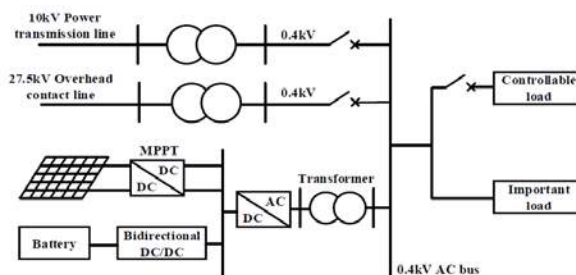 10kV Power
transmission line
0.4kV
27.5kV Overhead
contact line
0.4kV
Controllable
load
MPPT
DC
DC
Transformer
AC
DC
Battery
Bidirectional
DC/DC
Important
load
0.4kV AC bus